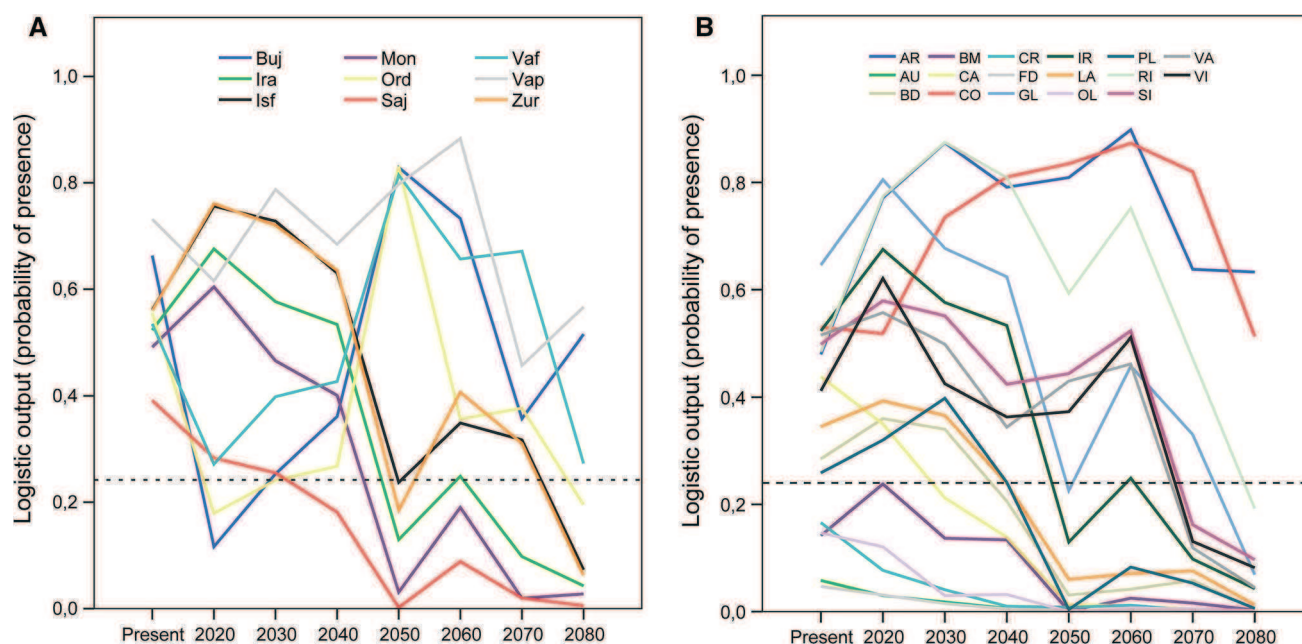 A
Buj Mon Vaf
Ira Ord Vap
Isf Saj Zur
Logistic output (probability of presence)
1,0
0,8
0,6
0,4
0,2
0,0
Present 2020 2030 2040 2050 2060 2070 2080
B
AR BM CR IR PL VA
AU CA FD LA RI VI
BD CO GL OL SI
Logistic output (probability of presence)
1,0
0,8
0,6
0,4
0,2
0,0
Present 2020 2030 2040 2050 2060 2070 2080